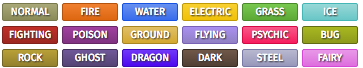 NORMAL FIRE WATER ELECTRIC GRASS ICE
FIGHTING POISON GROUND FLYING PSYCHIC BUG
ROCK GHOST DRAGON DARK STEEL FAIRY